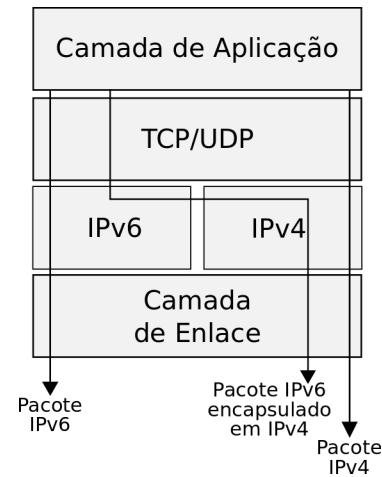 Camada de Aplicação
TCP/UDP
IPv6
IPv4
Camada
de Enlace
Pacote
IPv6
Pacote IPv6
encapsulado
em IPv4
Pacote
IPv4